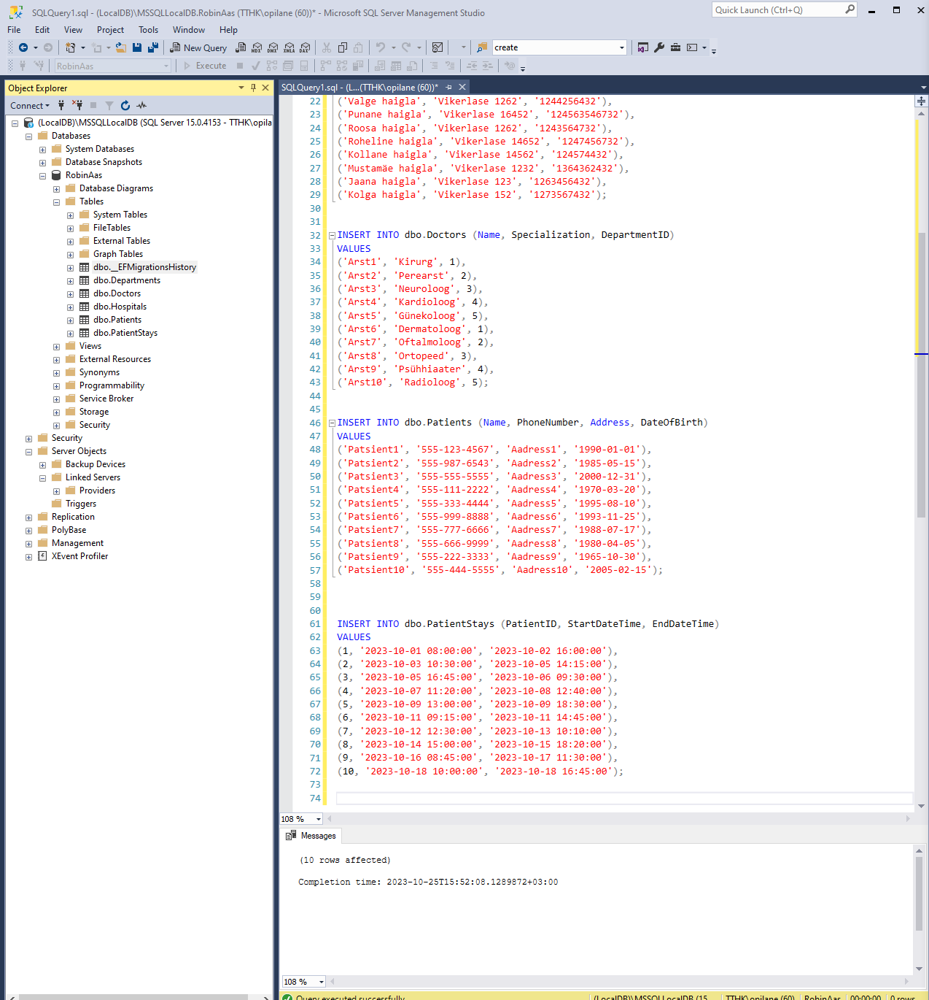 SQLQuery1.sql - (LocalDB)\MSSQLLocalDB.RobinAas (TTHK\opilane (60))* - Microsoft SQL Server Management Studio
Quick Launch (Ctrl+Q)
File Edit View Project Tools Window Help
New Query
MDX DMX XMLA DAX
create
RobinAas
Execute
Object Explorer
Connect
(LocalDB)\MSSQLLocalDB (SQL Server 15.0.4153 - TTHK\opila
Databases
System Databases
Database Snapshots
RobinAas
Database Diagrams
Tables
System Tables
FileTables
External Tables
Graph Tables
dbo.__EFMigrationsHistory
dbo.Departments
dbo.Doctors
dbo.Hospitals
dbo.Patients
dbo.PatientStays
Views
External Resources
Synonyms
Programmability
Service Broker
Storage
Security
Security
Server Objects
Backup Devices
Linked Servers
Providers
Triggers
Replication
PolyBase
Management
XEvent Profiler
SQLQuery1.sql - (L...(TTHK\opilane (60))*
22 ('Valge haigla', 'Vikerlase 1262', '1244256432'),
23 ('Punane haigla', 'Vikerlase 16452', '124563546732'),
24 ('Roosa haigla', 'Vikerlase 1262', '1243564732'),
25 ('Roheline haigla', 'Vikerlase 14652', '1247456732'),
26 ('Kollane haigla', 'Vikerlase 14562', '124574432'),
27 ('Mustamäe haigla', 'Vikerlase 1232', '1364362432'),
28 ('Jaana haigla', 'Vikerlase 123', '1263456432'),
29 ('Kolga haigla', 'Vikerlase 152', '1273567432');
30
31
32 INSERT INTO dbo.Doctors (Name, Specialization, DepartmentID)
33 VALUES
34 ('Arst1', 'Kirurg', 1),
35 ('Arst2', 'Perearst', 2),
36 ('Arst3', 'Neuroloog', 3),
37 ('Arst4', 'Kardioloog', 4),
38 ('Arst5', 'Günekoloog', 5),
39 ('Arst6', 'Dermatoloog', 1),
40 ('Arst7', 'Oftalmoloog', 2),
41 ('Arst8', 'Ortopeed', 3),
42 ('Arst9', 'Psühhiaater', 4),
43 ('Arst10', 'Radioloog', 5);
44
45
46 INSERT INTO dbo.Patients (Name, PhoneNumber, Address, DateOfBirth)
47 VALUES
48 ('Patsient1', '555-123-4567', 'Aadress1', '1990-01-01'),
49 ('Patsient2', '555-987-6543', 'Aadress2', '1985-05-15'),
50 ('Patsient3', '555-555-5555', 'Aadress3', '2000-12-31'),
51 ('Patsient4', '555-111-2222', 'Aadress4', '1970-03-20'),
52 ('Patsient5', '555-333-4444', 'Aadress5', '1995-08-10'),
53 ('Patsient6', '555-999-8888', 'Aadress6', '1993-11-25'),
54 ('Patsient7', '555-777-6666', 'Aadress7', '1988-07-17'),
55 ('Patsient8', '555-666-9999', 'Aadress8', '1980-04-05'),
56 ('Patsient9', '555-222-3333', 'Aadress9', '1965-10-30'),
57 ('Patsient10', '555-444-5555', 'Aadress10', '2005-02-15');
58
59
60
61 INSERT INTO dbo.PatientStays (PatientID, StartDateTime, EndDateTime)
62 VALUES
63 (1, '2023-10-01 08:00:00', '2023-10-02 16:00:00'),
64 (2, '2023-10-03 10:30:00', '2023-10-05 14:15:00'),
65 (3, '2023-10-05 16:45:00', '2023-10-06 09:30:00'),
66 (4, '2023-10-07 11:20:00', '2023-10-08 12:40:00'),
67 (5, '2023-10-09 13:00:00', '2023-10-09 18:30:00'),
68 (6, '2023-10-11 09:15:00', '2023-10-11 14:45:00'),
69 (7, '2023-10-12 12:30:00', '2023-10-13 10:10:00'),
70 (8, '2023-10-14 15:00:00', '2023-10-15 18:20:00'),
71 (9, '2023-10-16 08:45:00', '2023-10-17 11:30:00'),
72 (10, '2023-10-18 10:00:00', '2023-10-18 16:45:00');
73
74
108 %
Messages
(10 rows affected)
Completion time: 2023-10-25T15:52:08.1289872+03:00
108 %
Query executed successfully. (LocalDB)\MSSQLLocalDB (15... TTHK\opilane (60) RobinAas 00:00:00 0 rows